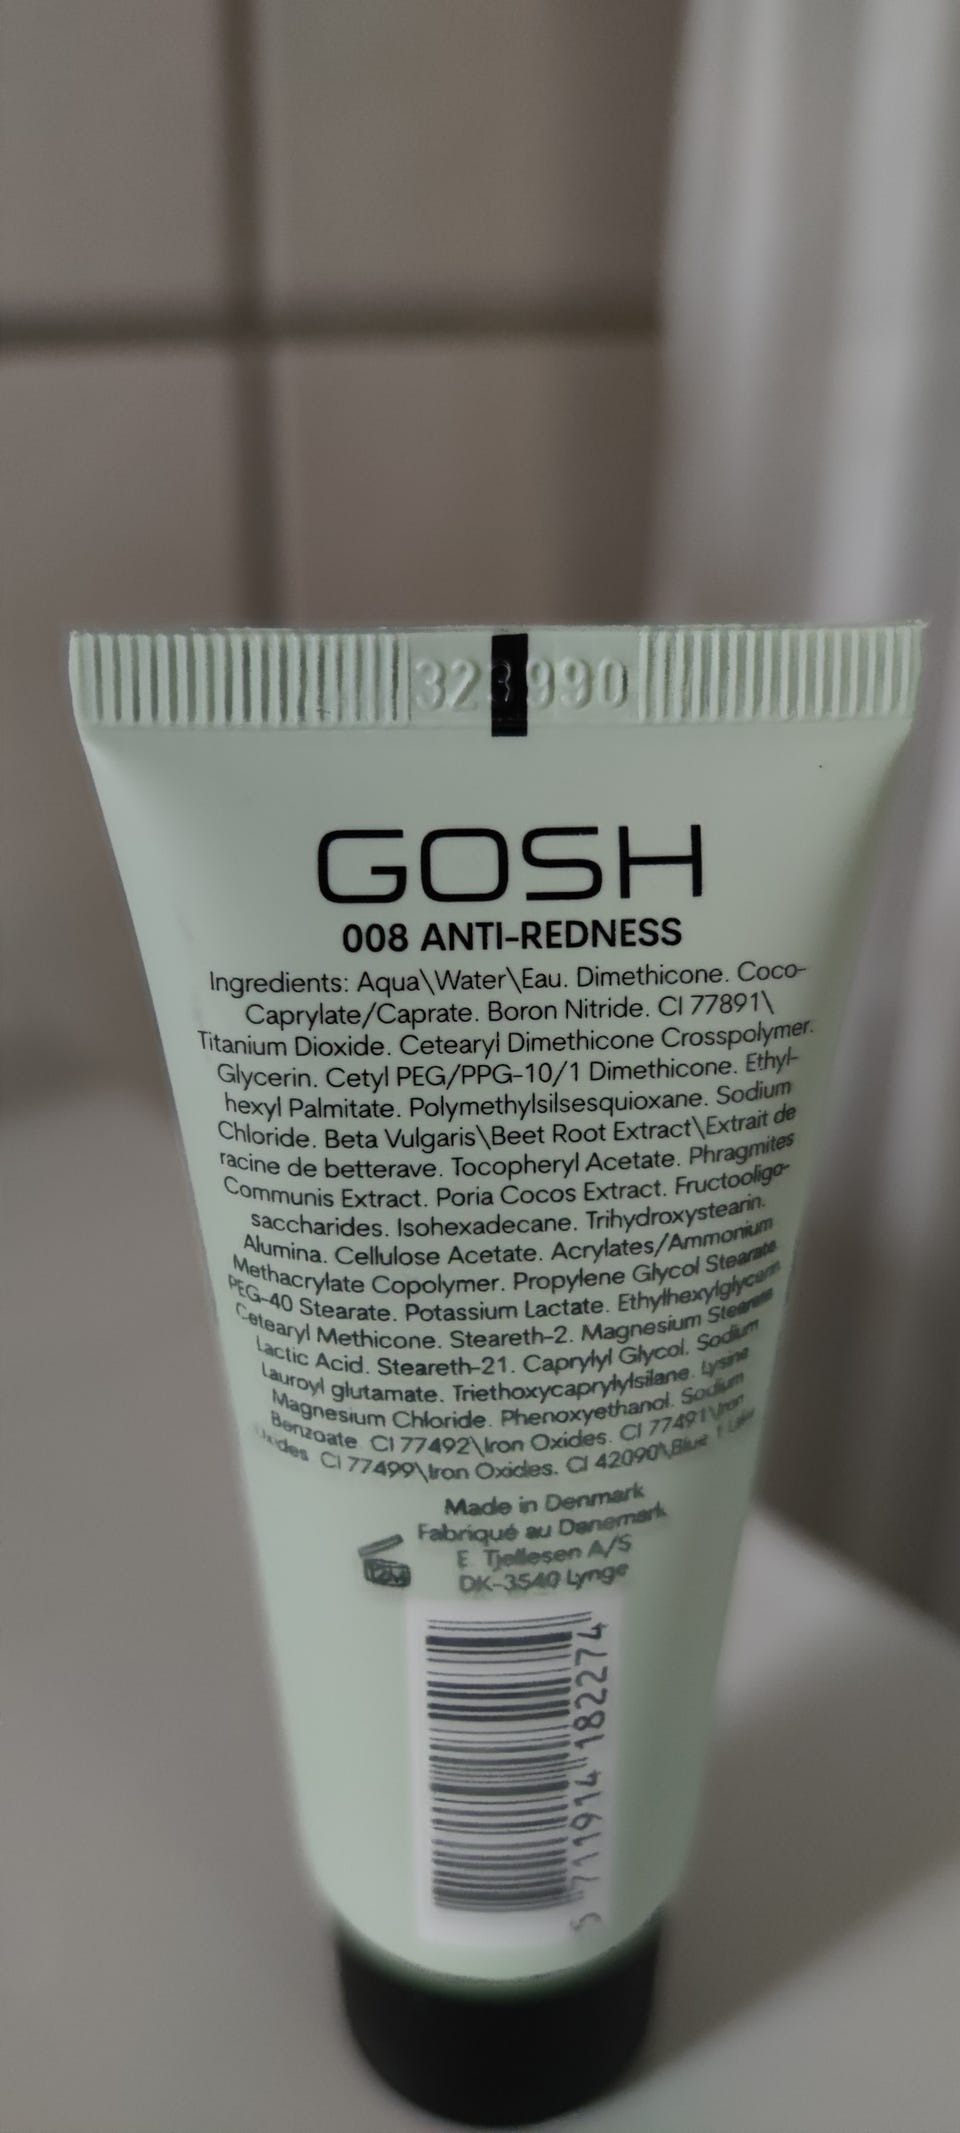 323990
GOSH
008 ANTI-REDNESS
Ingredients: Aqua\Water\Eau. Dimethicone. Coco-
Caprylate/Caprate. Boron Nitride. CI 77891\
Titanium Dioxide. Cetearyl Dimethicone Crosspolymer.
Glycerin. Cetyl PEG/PPG-10/1 Dimethicone. Ethyl-
hexyl Palmitate. Polymethylsilsesquioxane. Sodium
Chloride. Beta Vulgaris\Beet Root Extract\Extrait de
racine de betterave. Tocopheryl Acetate. Phragmites
Communis Extract. Poria Cocos Extract. Fructooligo-
saccharides. Isohexadecane. Trihydroxystearin.
Alumina. Cellulose Acetate. Acrylates/Ammonium
Methacrylate Copolymer. Propylene Glycol Stearate.
PEG-40 Stearate. Potassium Lactate. Ethylhexylglycerin.
Cetearyl Methicone. Steareth-2. Magnesium Stearate.
Lactic Acid. Steareth-21. Caprylyl Glycol. Sodium
Lauroyl glutamate. Triethoxycaprylylsilane. Lysine
Magnesium Chloride. Phenoxyethanol. Sodium
Benzoate CI 77492\Iron Oxides. CI 77491\Iron
Oxides CI 77499\Iron Oxides. CI 42090\Blue 1 Lake
Made in Denmark
Fabriqué au Danemark
E Tjellesen A/S
DK-3540 Lynge
12M
5 711914 182274